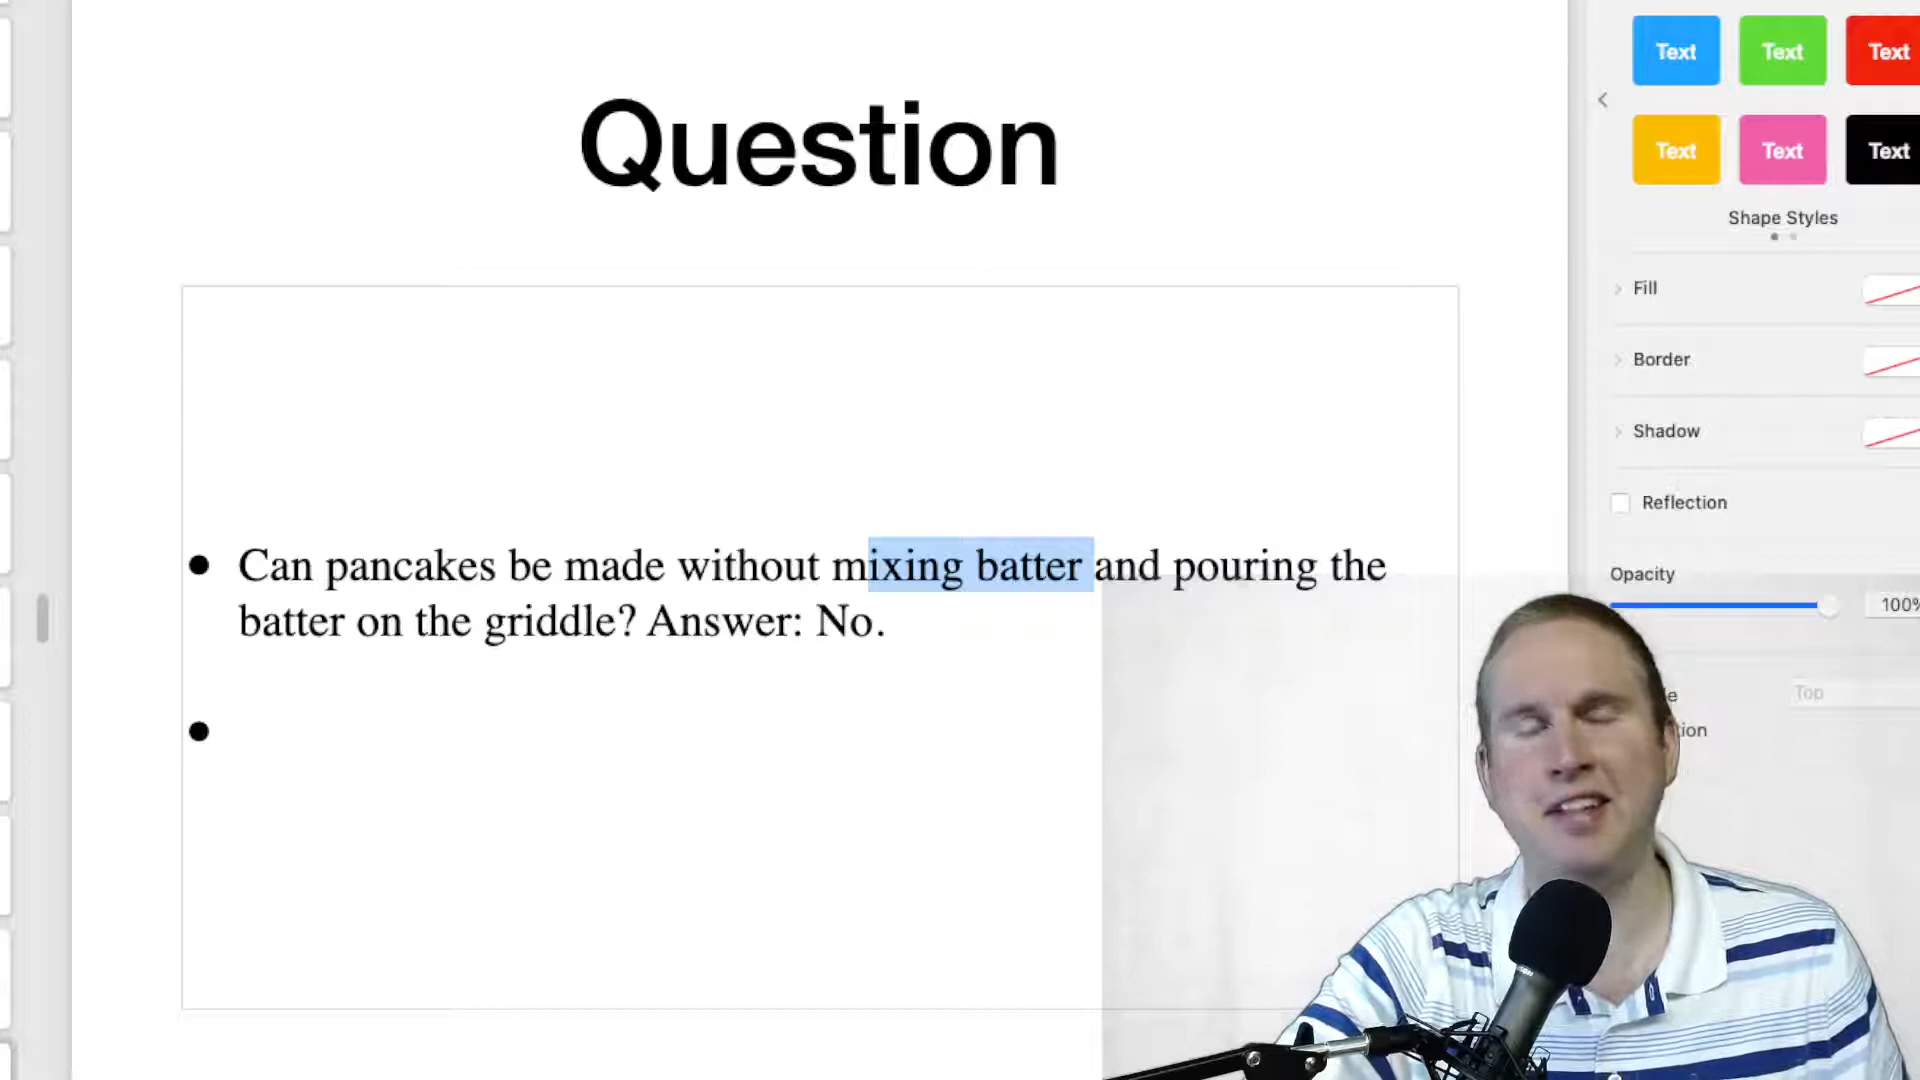 Text
Text
Text
Text
Text
Text
Shape Styles
Question
Fill
Border
Shadow
Reflection
• Can pancakes be made without mixing batter and pouring the
batter on the griddle? Answer: No.
•
Opacity
100%
Top